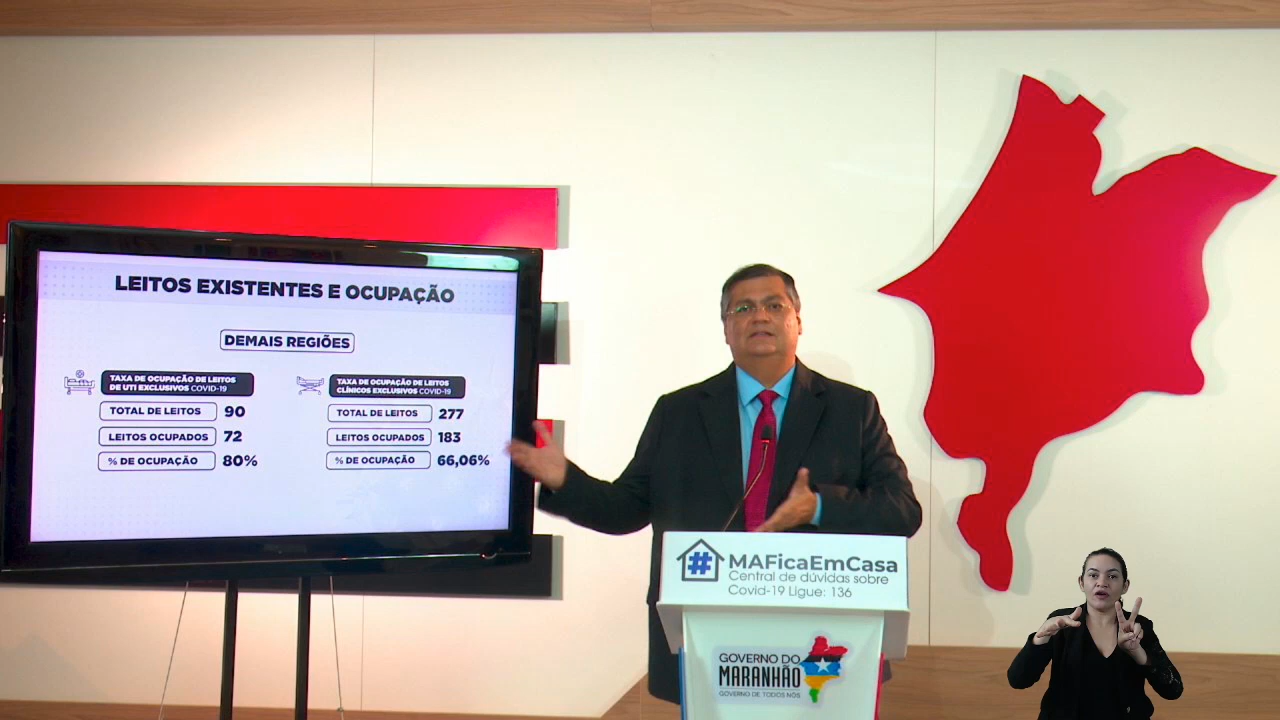 LEITOS EXISTENTES E OCUPAÇÃO
DEMAIS REGIÕES
TAXA DE OCUPAÇÃO DE LEITOS
DE UTI EXCLUSIVOS COVID-19
TOTAL DE LEITOS 90
LEITOS OCUPADOS 72
% DE OCUPAÇÃO 80%
TAXA DE OCUPAÇÃO DE LEITOS
CLÍNICOS EXCLUSIVOS COVID-19
TOTAL DE LEITOS 277
LEITOS OCUPADOS 183
% DE OCUPAÇÃO 66,06%
# MAFicaEmCasa
Central de dúvidas sobre
Covid-19 Ligue: 136
GOVERNO DO
MARANHÃO
GOVERNO DE TODOS NÓS